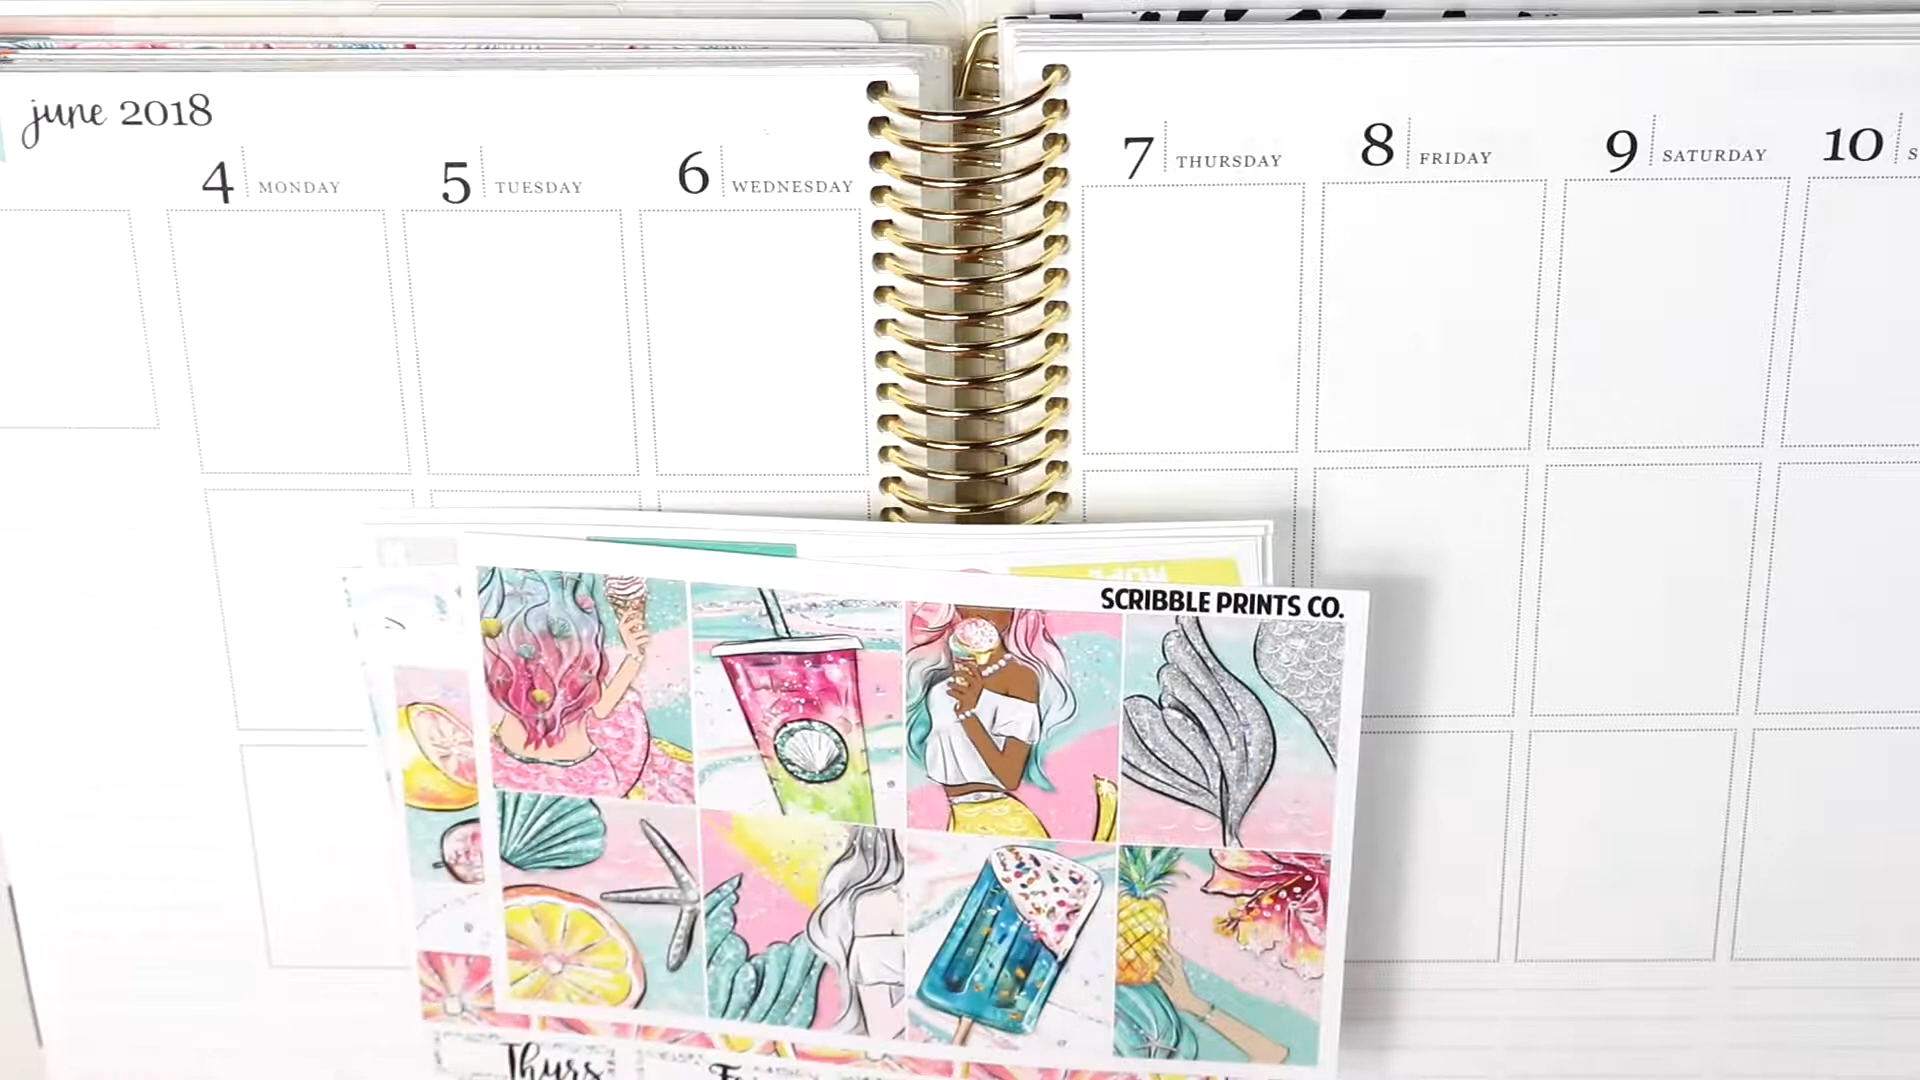 june 2018
4 MONDAY
5 TUESDAY
6 WEDNESDAY
7 THURSDAY
8 FRIDAY
9 SATURDAY
10 S
SCRIBBLE PRINTS CO.
Thurs